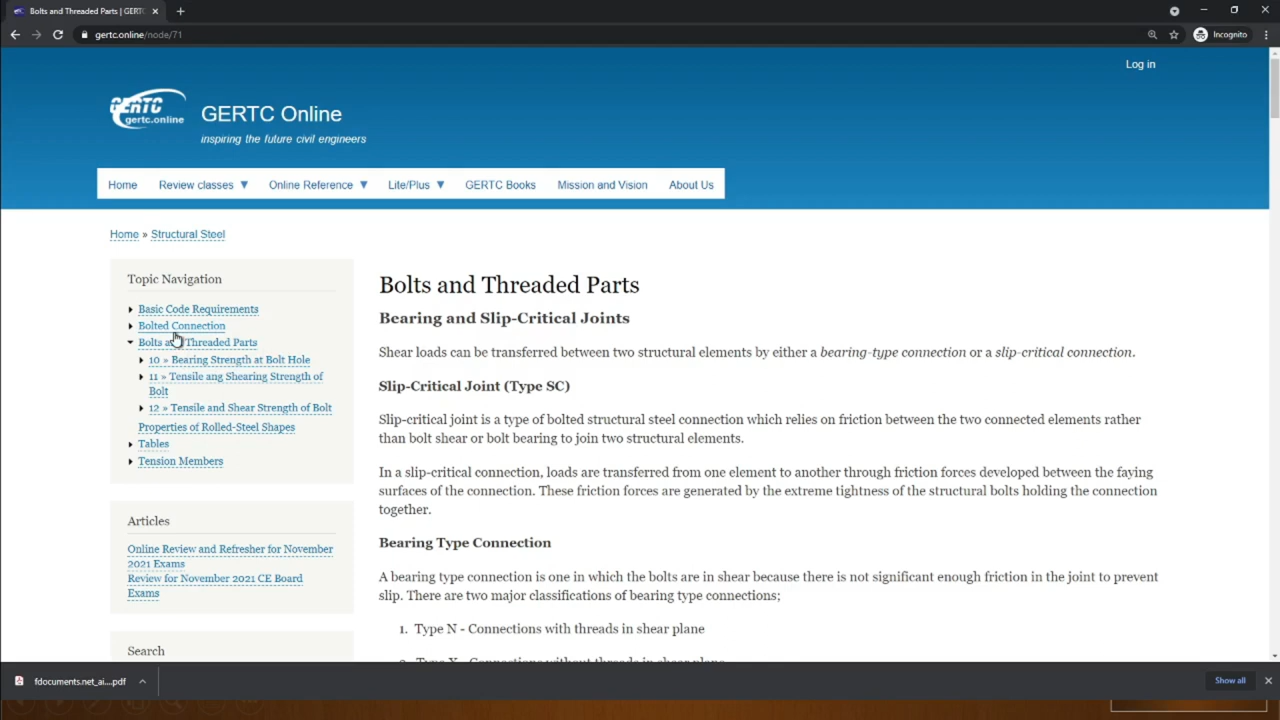 Bolts and Threaded Parts | GERT
gertc.online/node/71
Incognito
Log in
GERTC
gertc.online
GERTC Online
inspiring the future civil engineers
Home
Review classes ▼
Online Reference ▼
Lite/Plus ▼
GERTC Books
Mission and Vision
About Us
Home » Structural Steel
Topic Navigation
Basic Code Requirements
Bolted Connection
Bolts a Threaded Parts
10 » Bearing Strength at Bolt Hole
11 » Tensile ang Shearing Strength of
Bolt
12 » Tensile and Shear Strength of Bolt
Properties of Rolled-Steel Shapes
Tables
Tension Members
Articles
Online Review and Refresher for November
2021 Exams
Review for November 2021 CE Board
Exams
Search
Bolts and Threaded Parts
Bearing and Slip-Critical Joints
Shear loads can be transferred between two structural elements by either a bearing-type connection or a slip-critical connection.
Slip-Critical Joint (Type SC)
Slip-critical joint is a type of bolted structural steel connection which relies on friction between the two connected elements rather
than bolt shear or bolt bearing to join two structural elements.
In a slip-critical connection, loads are transferred from one element to another through friction forces developed between the faying
surfaces of the connection. These friction forces are generated by the extreme tightness of the structural bolts holding the connection
together.
Bearing Type Connection
A bearing type connection is one in which the bolts are in shear because there is not significant enough friction in the joint to prevent
slip. There are two major classifications of bearing type connections;
1. Type N - Connections with threads in shear plane
2. Type X - Connections without threads in shear plane
fdocuments.net_ai....pdf
Show all